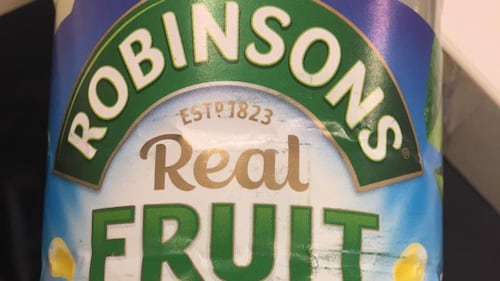 ROBINSONS®
ESTD 1823
Real
FRUIT